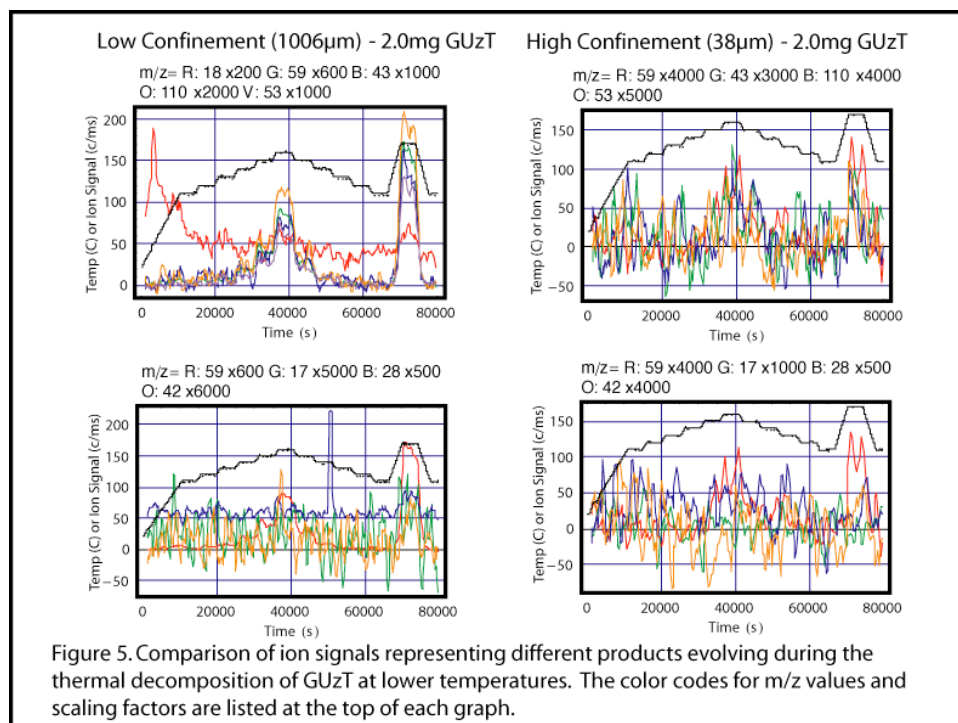 Low Confinement (1006µm) - 2.0mg GUzT
m/z= R: 18 x200 G: 59 x600 B: 43 x1000
O: 110 x2000 V: 53 x1000
200
150
100
50
0
Temp (C) or Ion Signal (c/ms)
0 20000 40000 60000 80000
Time (s)
High Confinement (38µm) - 2.0mg GUzT
m/z= R: 59 x4000 G: 43 x3000 B: 110 x4000
O: 53 x5000
150
100
50
0
−50
Temp (C) or Ion Signal (c/ms)
0 20000 40000 60000 80000
Time (s)
m/z= R: 59 x600 G: 17 x5000 B: 28 x500
O: 42 x6000
200
150
100
50
0
−50
Temp (C) or Ion Signal (c/ms)
0 20000 40000 60000 80000
Time (s)
m/z= R: 59 x4000 G: 17 x1000 B: 28 x500
O: 42 x4000
150
100
50
0
−50
Temp (C) or Ion Signal (c/ms)
0 20000 40000 60000 80000
Time (s)
Figure 5. Comparison of ion signals representing different products evolving during the
thermal decomposition of GUzT at lower temperatures. The color codes for m/z values and
scaling factors are listed at the top of each graph.